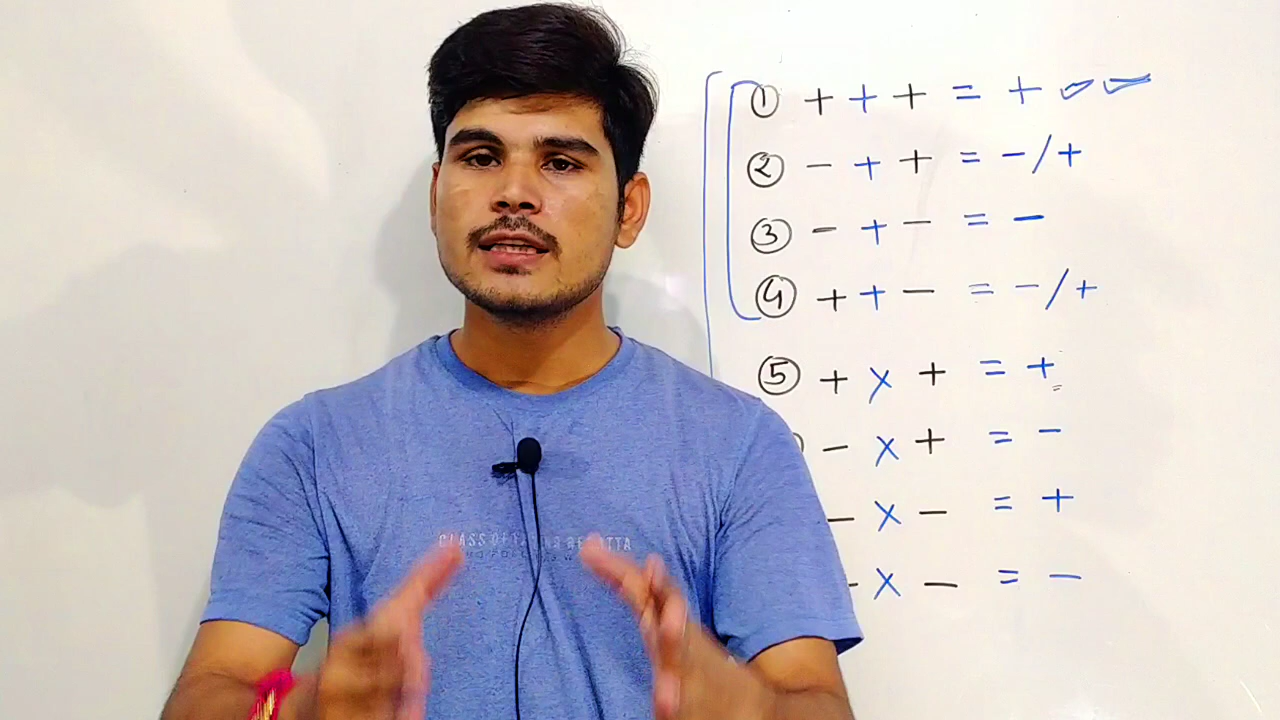 ① + + + = +
② - + + = - / +
③ - + - = -
④ + + - = - / +
⑤ + x + = +
- x + = -
- x - = +
- x - = -